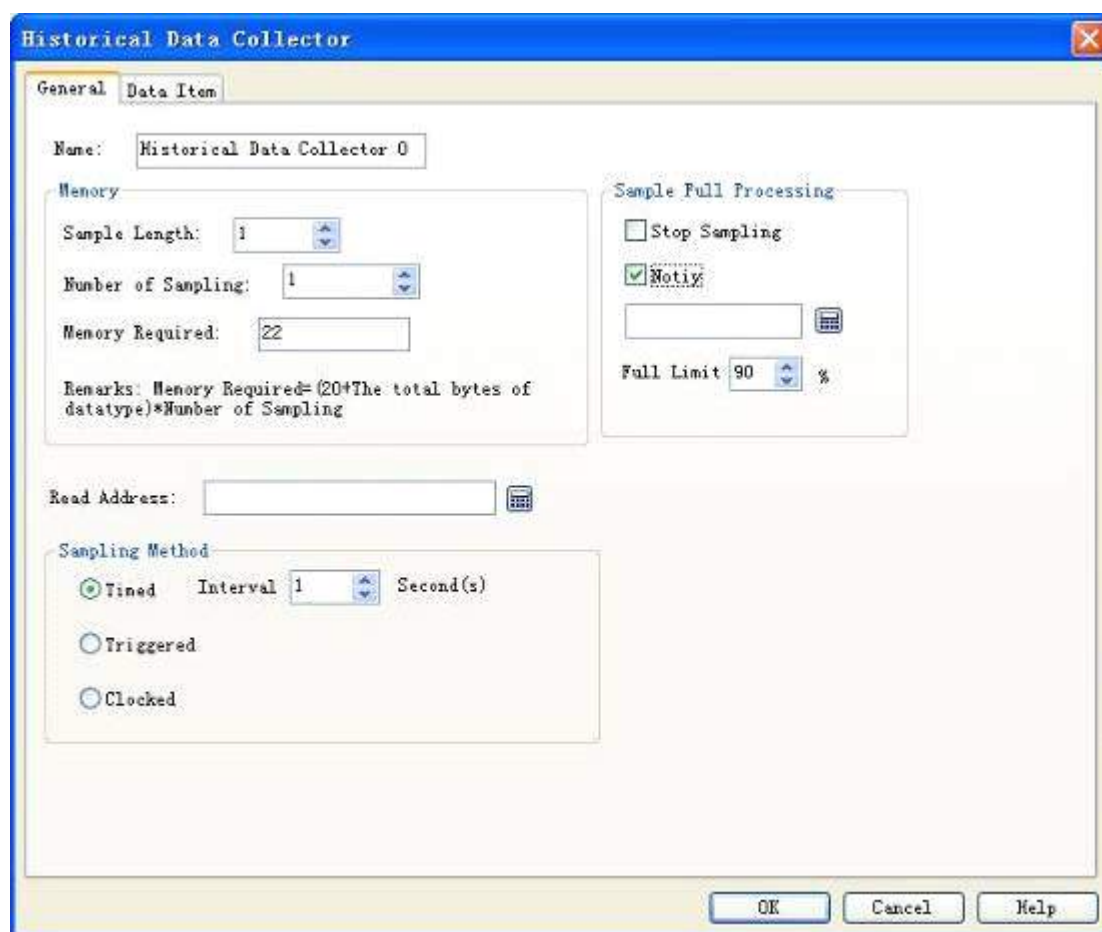 Historical Data Collector
General Data Item
Name: Historical Data Collector 0
Memory
Sample Length: 1
Number of Sampling: 1
Memory Required: 22
Remarks: Memory Required=(20+The total bytes of
datatype)*Number of Sampling
Sample Full Processing
Stop Sampling
Notiy
Full Limit 90 %
Read Address:
Sampling Method
Timed Interval 1 Second(s)
Triggered
Clocked
OK Cancel Help